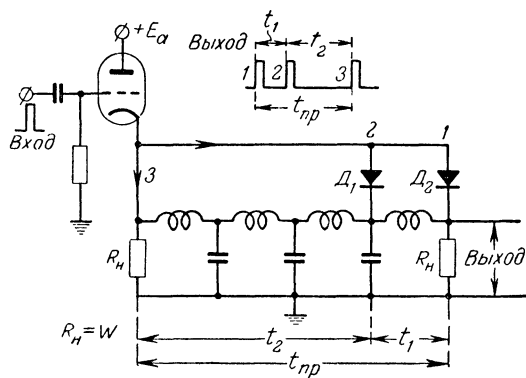 +Eа
Вход
Выход
t₁
t₂
1
2
3
tпр
3
2
1
Д₁
Д₂
Rн
Rн
Выход
Rн = W
t₂
t₁
tпр